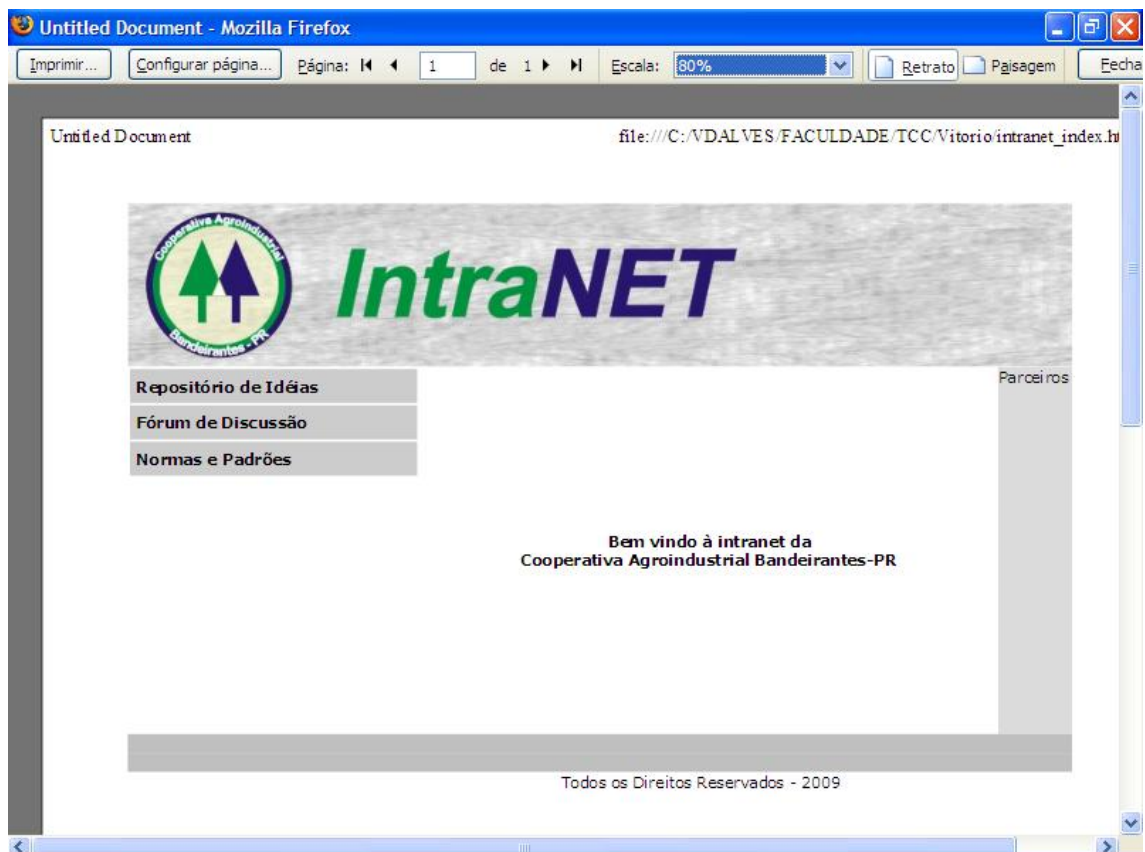 Untitled Document - Mozilla Firefox
Imprimir... Configurar página... Página: 1 de 1 Escala: 80% Retrato Paisagem Fecha
Untitled Document file:///C:/VDALVES/FACULDADE/TCC/Vitorio/intranet_index.ht
Cooperativa Agroindustrial
IntraNET
Bandeirantes - PR
Repositório de Idéias
Parceiros
Fórum de Discussão
Normas e Padrões
Bem vindo à intranet da
Cooperativa Agroindustrial Bandeirantes-PR
Todos os Direitos Reservados - 2009